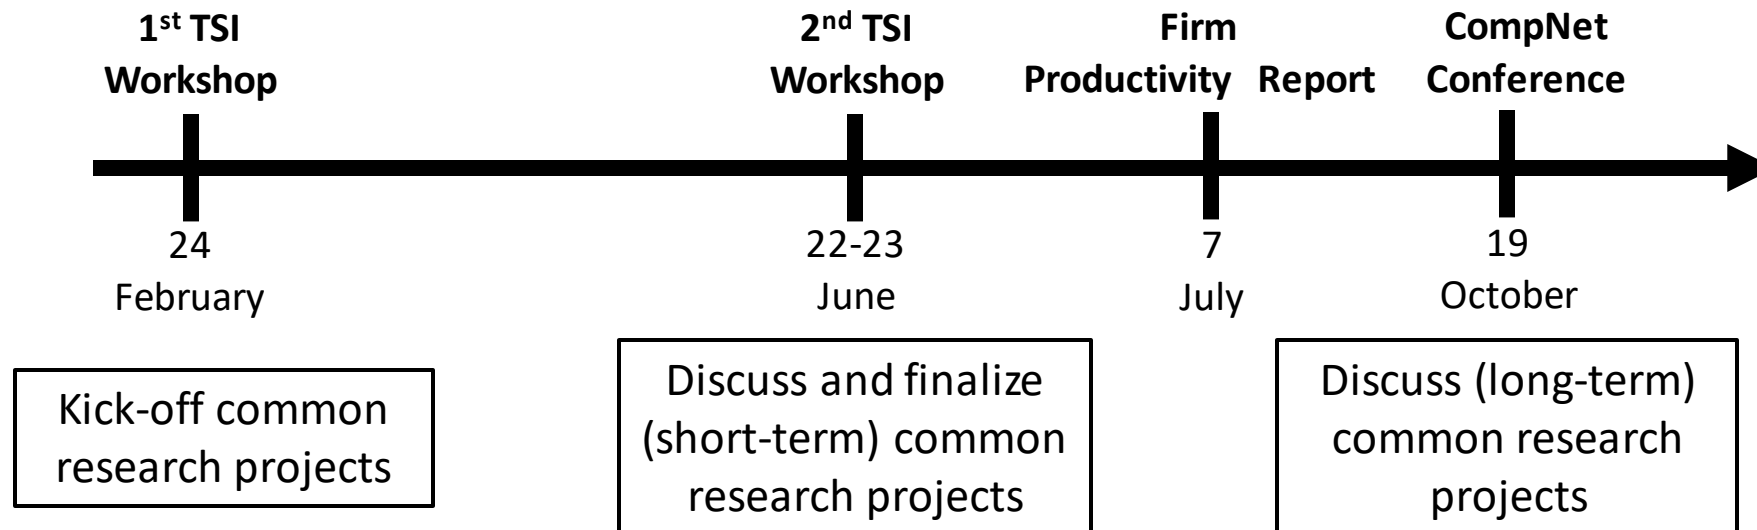 1st TSI
Workshop
2nd TSI
Workshop
Firm
Productivity Report
CompNet
Conference
24
February
22-23
June
7
July
19
October
Kick-off common
research projects
Discuss and finalize
(short-term) common
research projects
Discuss (long-term)
common research
projects